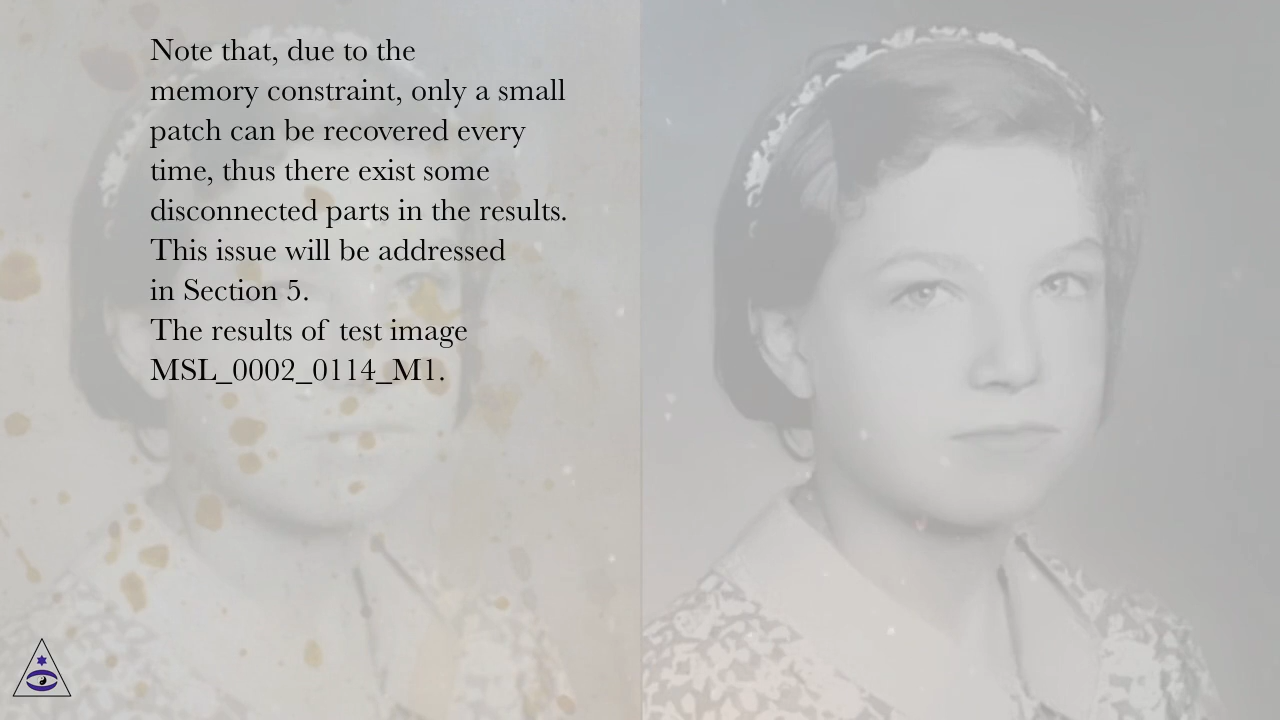 Note that, due to the
memory constraint, only a small
patch can be recovered every
time, thus there exist some
disconnected parts in the results.
This issue will be addressed
in Section 5.
The results of test image
MSL_0002_0114_M1.